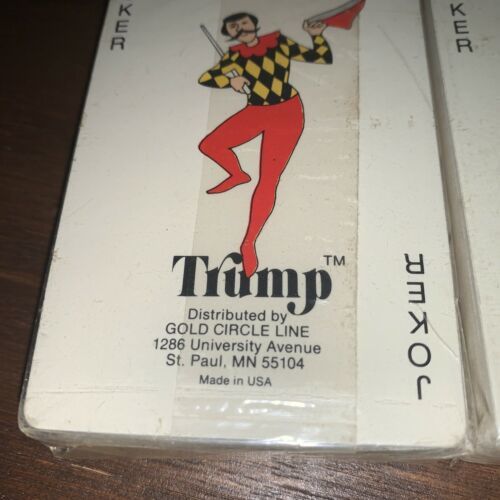 KER
KER
Trump™
Distributed by
GOLD CIRCLE LINE
1286 University Avenue
St. Paul, MN 55104
Made in USA
JOKER